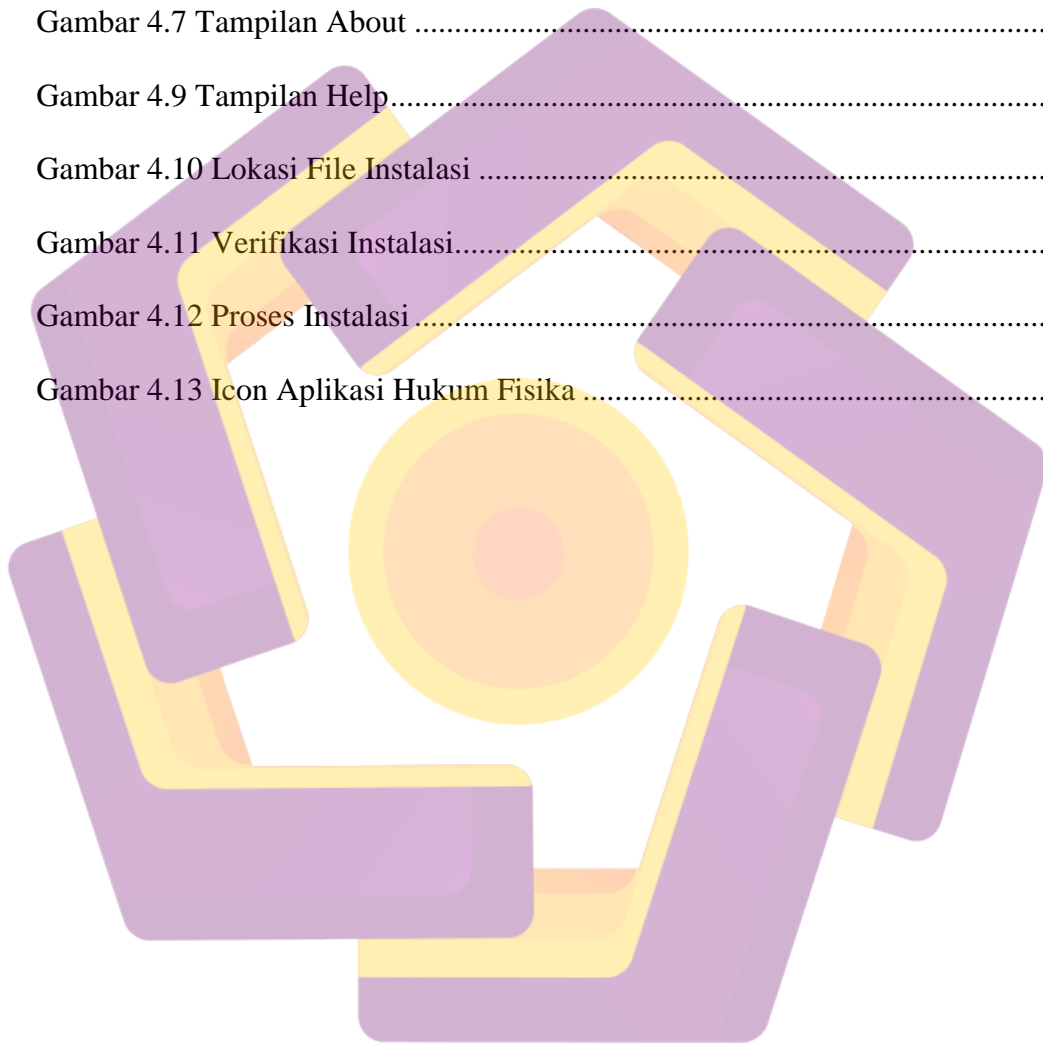 Gambar 4.7 Tampilan About ................................................................................
Gambar 4.9 Tampilan Help...................................................................................
Gambar 4.10 Lokasi File Instalasi ........................................................................
Gambar 4.11 Verifikasi Instalasi...........................................................................
Gambar 4.12 Proses Instalasi ................................................................................
Gambar 4.13 Icon Aplikasi Hukum Fisika ...........................................................